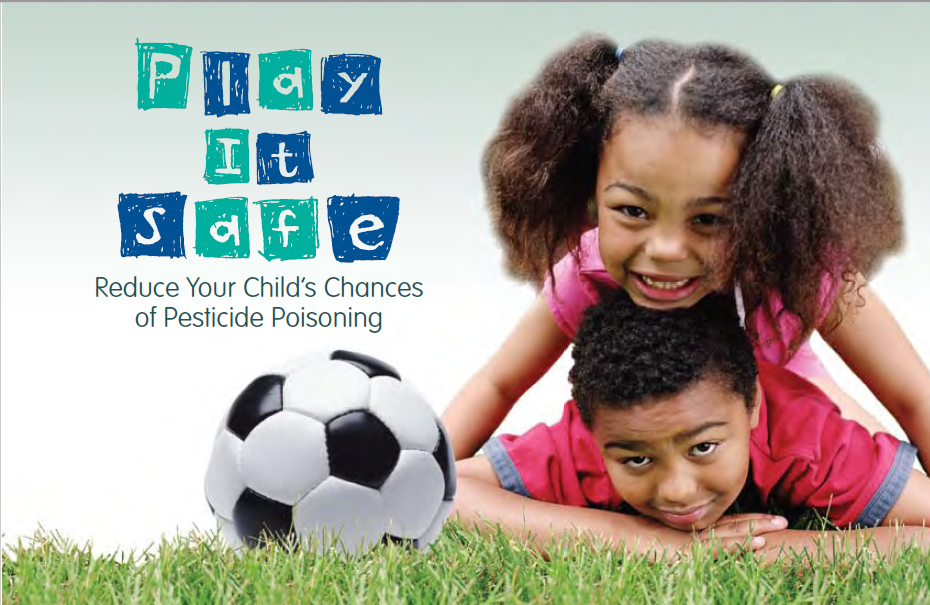 Play
It
Safe
Reduce Your Child's Chances
of Pesticide Poisoning